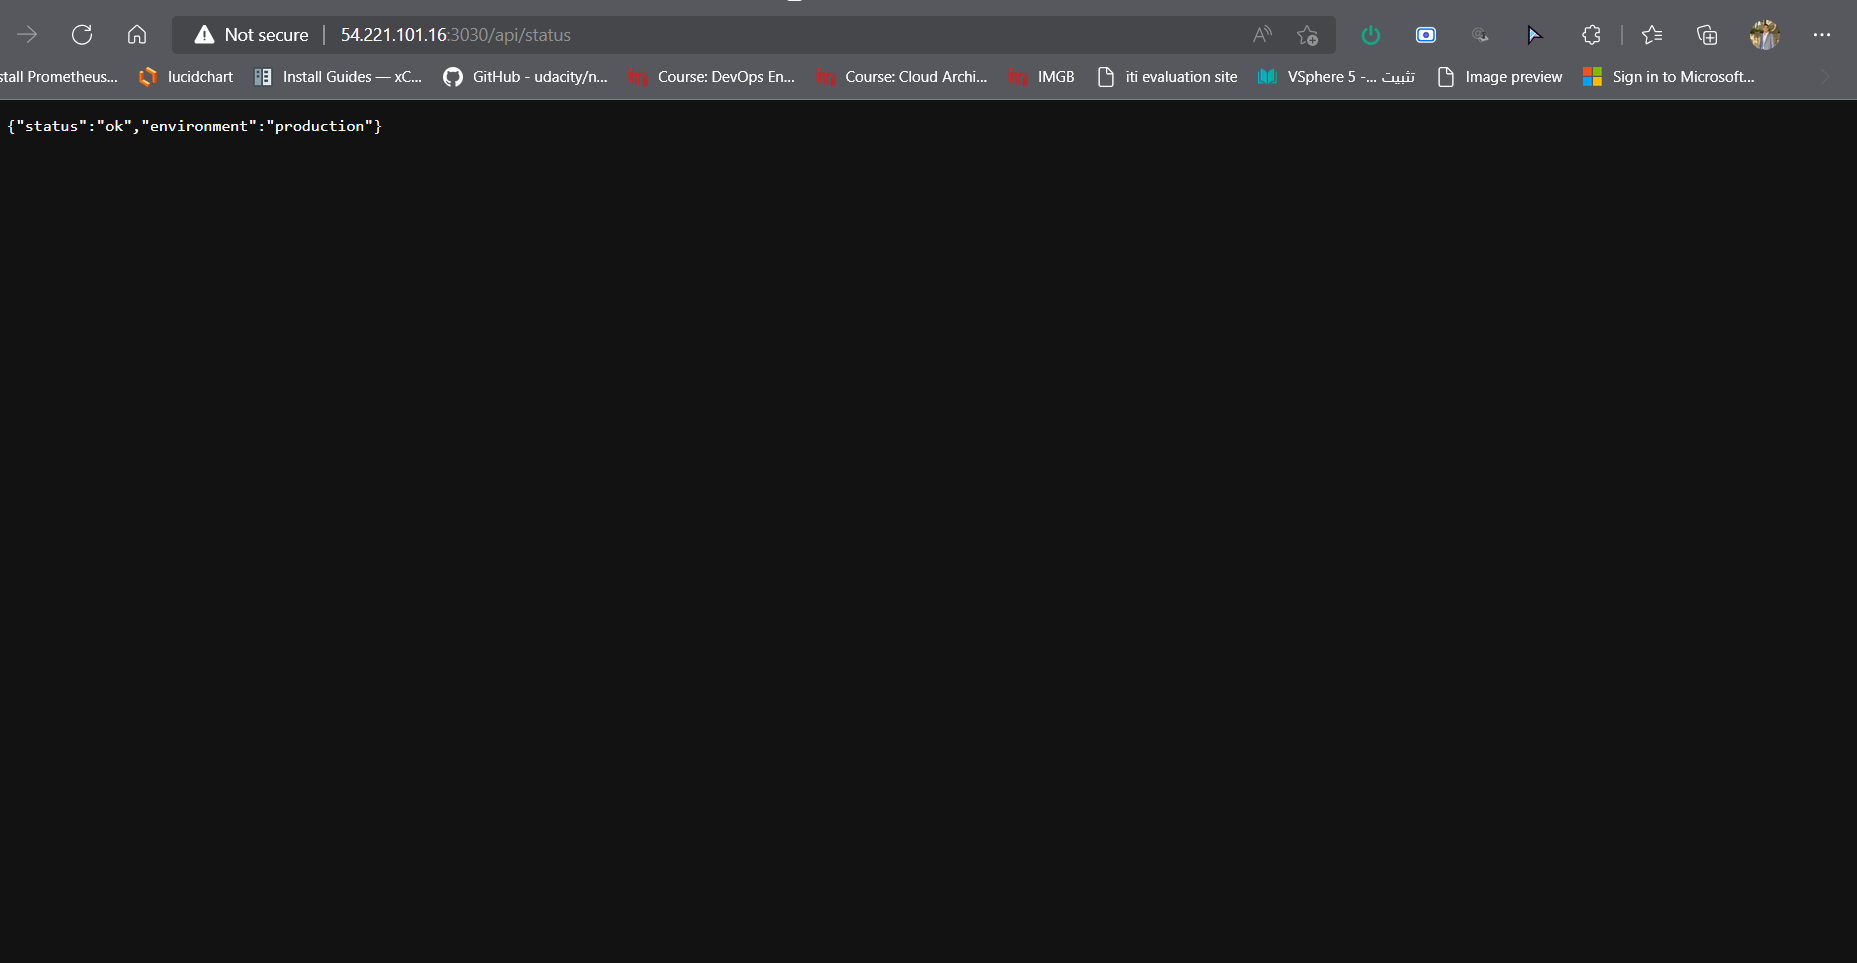 Not secure | 54.221.101.16:3030/api/status
stall Prometheus... lucidchart Install Guides — xC... GitHub - udacity/n... Course: DevOps En... Course: Cloud Archi... IMGB iti evaluation site VSphere 5 -... تثبيت Image preview Sign in to Microsoft...
{"status":"ok","environment":"production"}